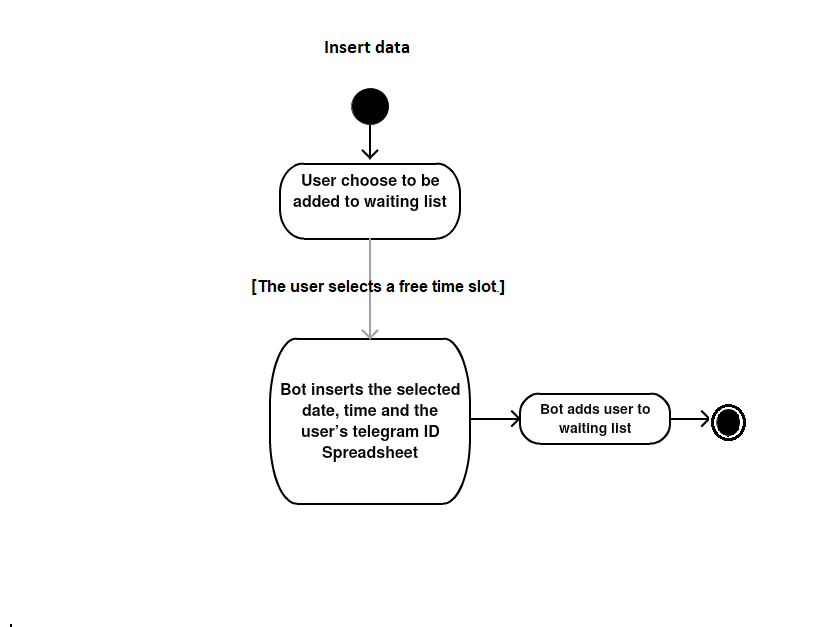 Insert data
User choose to be
added to waiting list
[The user selects a free time slot.]
Bot inserts the selected
date, time and the
user’s telegram ID
Spreadsheet
Bot adds user to
waiting list